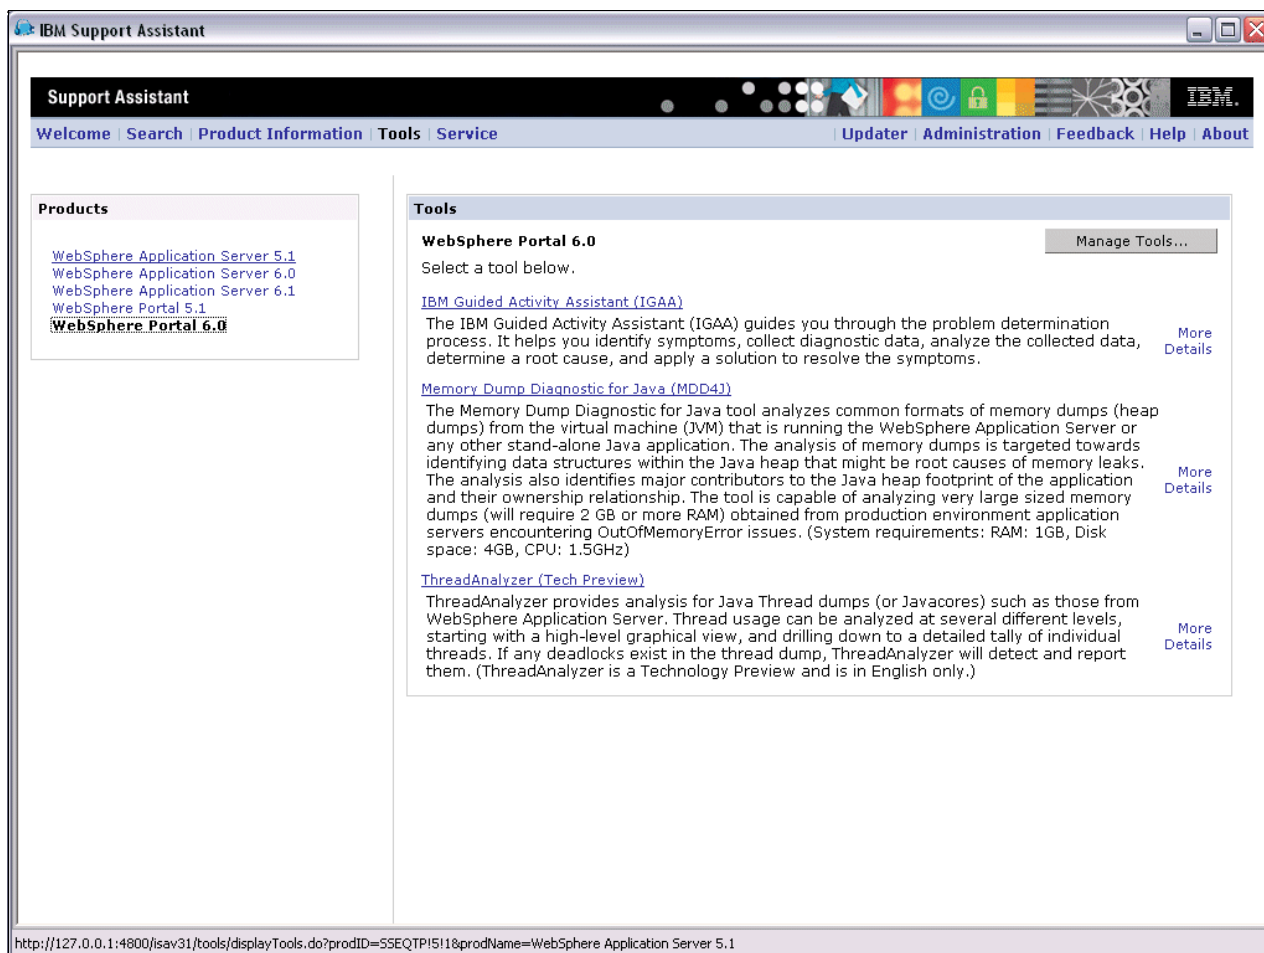 IBM Support Assistant
Support Assistant
IBM.
Welcome | Search | Product Information | Tools | Service | Updater | Administration | Feedback | Help | About
Products
WebSphere Application Server 5.1
WebSphere Application Server 6.0
WebSphere Application Server 6.1
WebSphere Portal 5.1
WebSphere Portal 6.0
Tools
WebSphere Portal 6.0
Manage Tools...
Select a tool below.
IBM Guided Activity Assistant (IGAA)
The IBM Guided Activity Assistant (IGAA) guides you through the problem determination
process. It helps you identify symptoms, collect diagnostic data, analyze the collected data,
determine a root cause, and apply a solution to resolve the symptoms.
More
Details
Memory Dump Diagnostic for Java (MDD4J)
The Memory Dump Diagnostic for Java tool analyzes common formats of memory dumps (heap
dumps) from the virtual machine (JVM) that is running the WebSphere Application Server or
any other stand-alone Java application. The analysis of memory dumps is targeted towards
identifying data structures within the Java heap that might be root causes of memory leaks.
The analysis also identifies major contributors to the Java heap footprint of the application
and their ownership relationship. The tool is capable of analyzing very large sized memory
dumps (will require 2 GB or more RAM) obtained from production environment application
servers encountering OutOfMemoryError issues. (System requirements: RAM: 1GB, Disk
space: 4GB, CPU: 1.5GHz)
More
Details
ThreadAnalyzer (Tech Preview)
ThreadAnalyzer provides analysis for Java Thread dumps (or Javacores) such as those from
WebSphere Application Server. Thread usage can be analyzed at several different levels,
starting with a high-level graphical view, and drilling down to a detailed tally of individual
threads. If any deadlocks exist in the thread dump, ThreadAnalyzer will detect and report
them. (ThreadAnalyzer is a Technology Preview and is in English only.)
More
Details
http://127.0.0.1:4800/isav31/tools/displayTools.do?prodID=SSEQTP!5!1&prodName=WebSphere Application Server 5.1